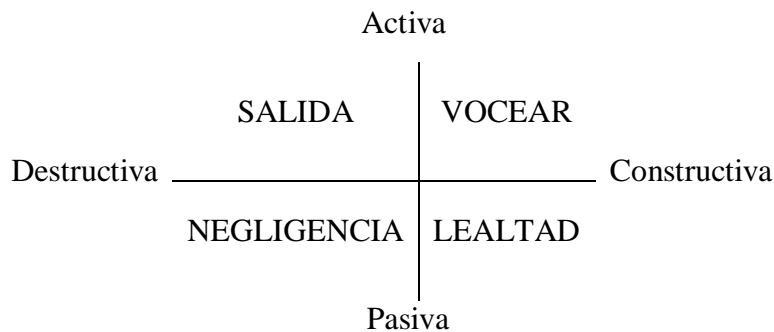 Activa
SALIDA VOCEAR
Destructiva Constructiva
NEGLIGENCIA LEALTAD
Pasiva